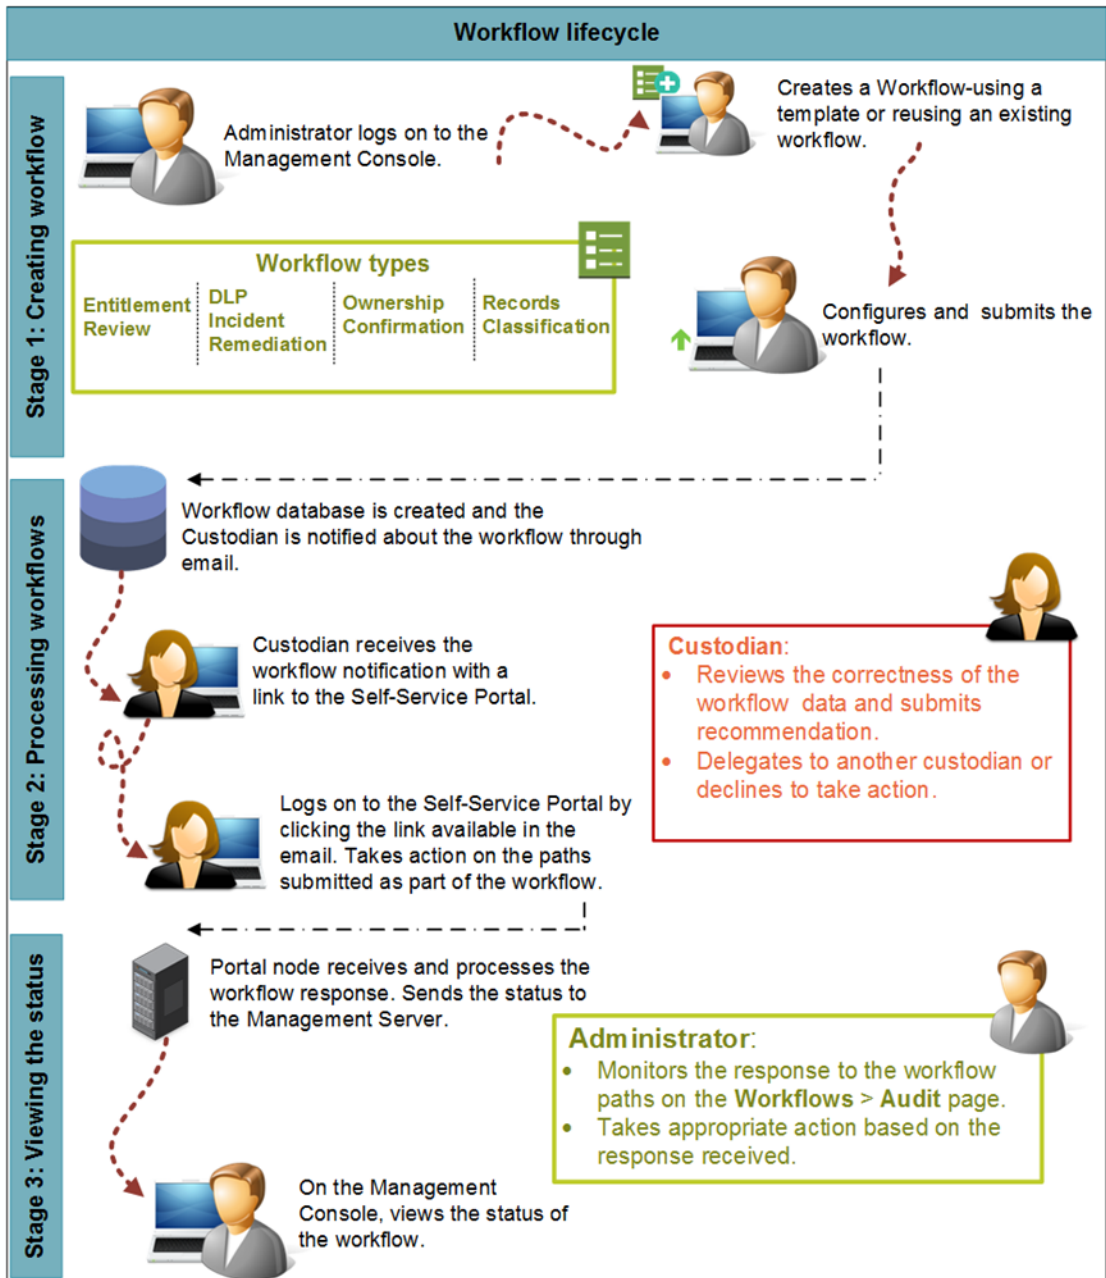 Workflow lifecycle
Stage 1: Creating workflow
Administrator logs on to the
Management Console.
Creates a Workflow-using a
template or reusing an existing
workflow.
Workflow types
Entitlement
Review
DLP
Incident
Remediation
Ownership
Confirmation
Records
Classification
Configures and submits the
workflow.
Stage 2: Processing workflows
Workflow database is created and the
Custodian is notified about the workflow through
email.
Custodian receives the
workflow notification with a
link to the Self-Service Portal.
Custodian:
• Reviews the correctness of the
workflow data and submits
recommendation.
• Delegates to another custodian or
declines to take action.
Logs on to the Self-Service Portal by
clicking the link available in the
email. Takes action on the paths
submitted as part of the workflow.
Stage 3: Viewing the status
Portal node receives and processes the
workflow response. Sends the status to
the Management Server.
Administrator:
• Monitors the response to the workflow
paths on the Workflows > Audit page.
• Takes appropriate action based on the
response received.
On the Management
Console, views the status of
the workflow.